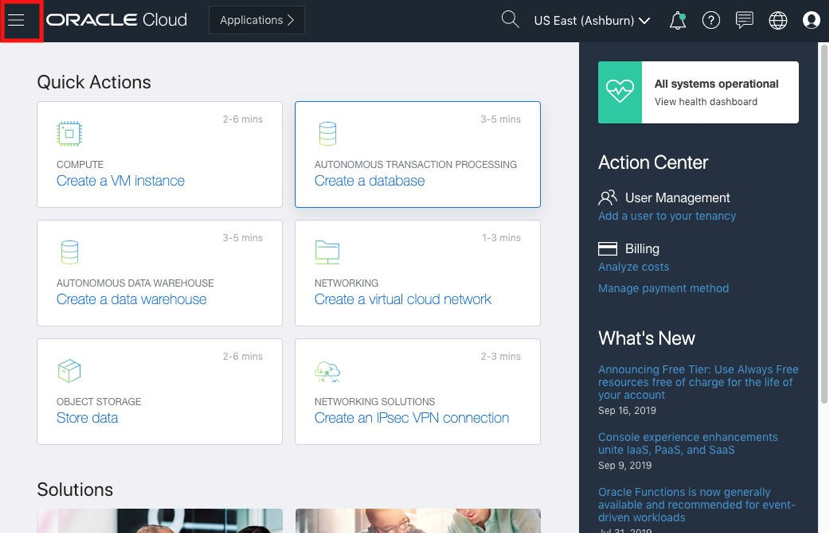 ORACLE Cloud
Applications
US East (Ashburn)
Quick Actions
2-6 mins
COMPUTE
Create a VM instance
3-5 mins
AUTONOMOUS TRANSACTION PROCESSING
Create a database
3-5 mins
AUTONOMOUS DATA WAREHOUSE
Create a data warehouse
1-3 mins
NETWORKING
Create a virtual cloud network
2-6 mins
OBJECT STORAGE
Store data
2-3 mins
NETWORKING SOLUTIONS
Create an IPsec VPN connection
Solutions
All systems operational
View health dashboard
Action Center
User Management
Add a user to your tenancy
Billing
Analyze costs
Manage payment method
What's New
Announcing Free Tier: Use Always Free
resources free of charge for the life of
your account
Sep 16, 2019
Console experience enhancements
unite IaaS, PaaS, and SaaS
Sep 9, 2019
Oracle Functions is now generally
available and recommended for event-
driven workloads
Jul 31, 2019